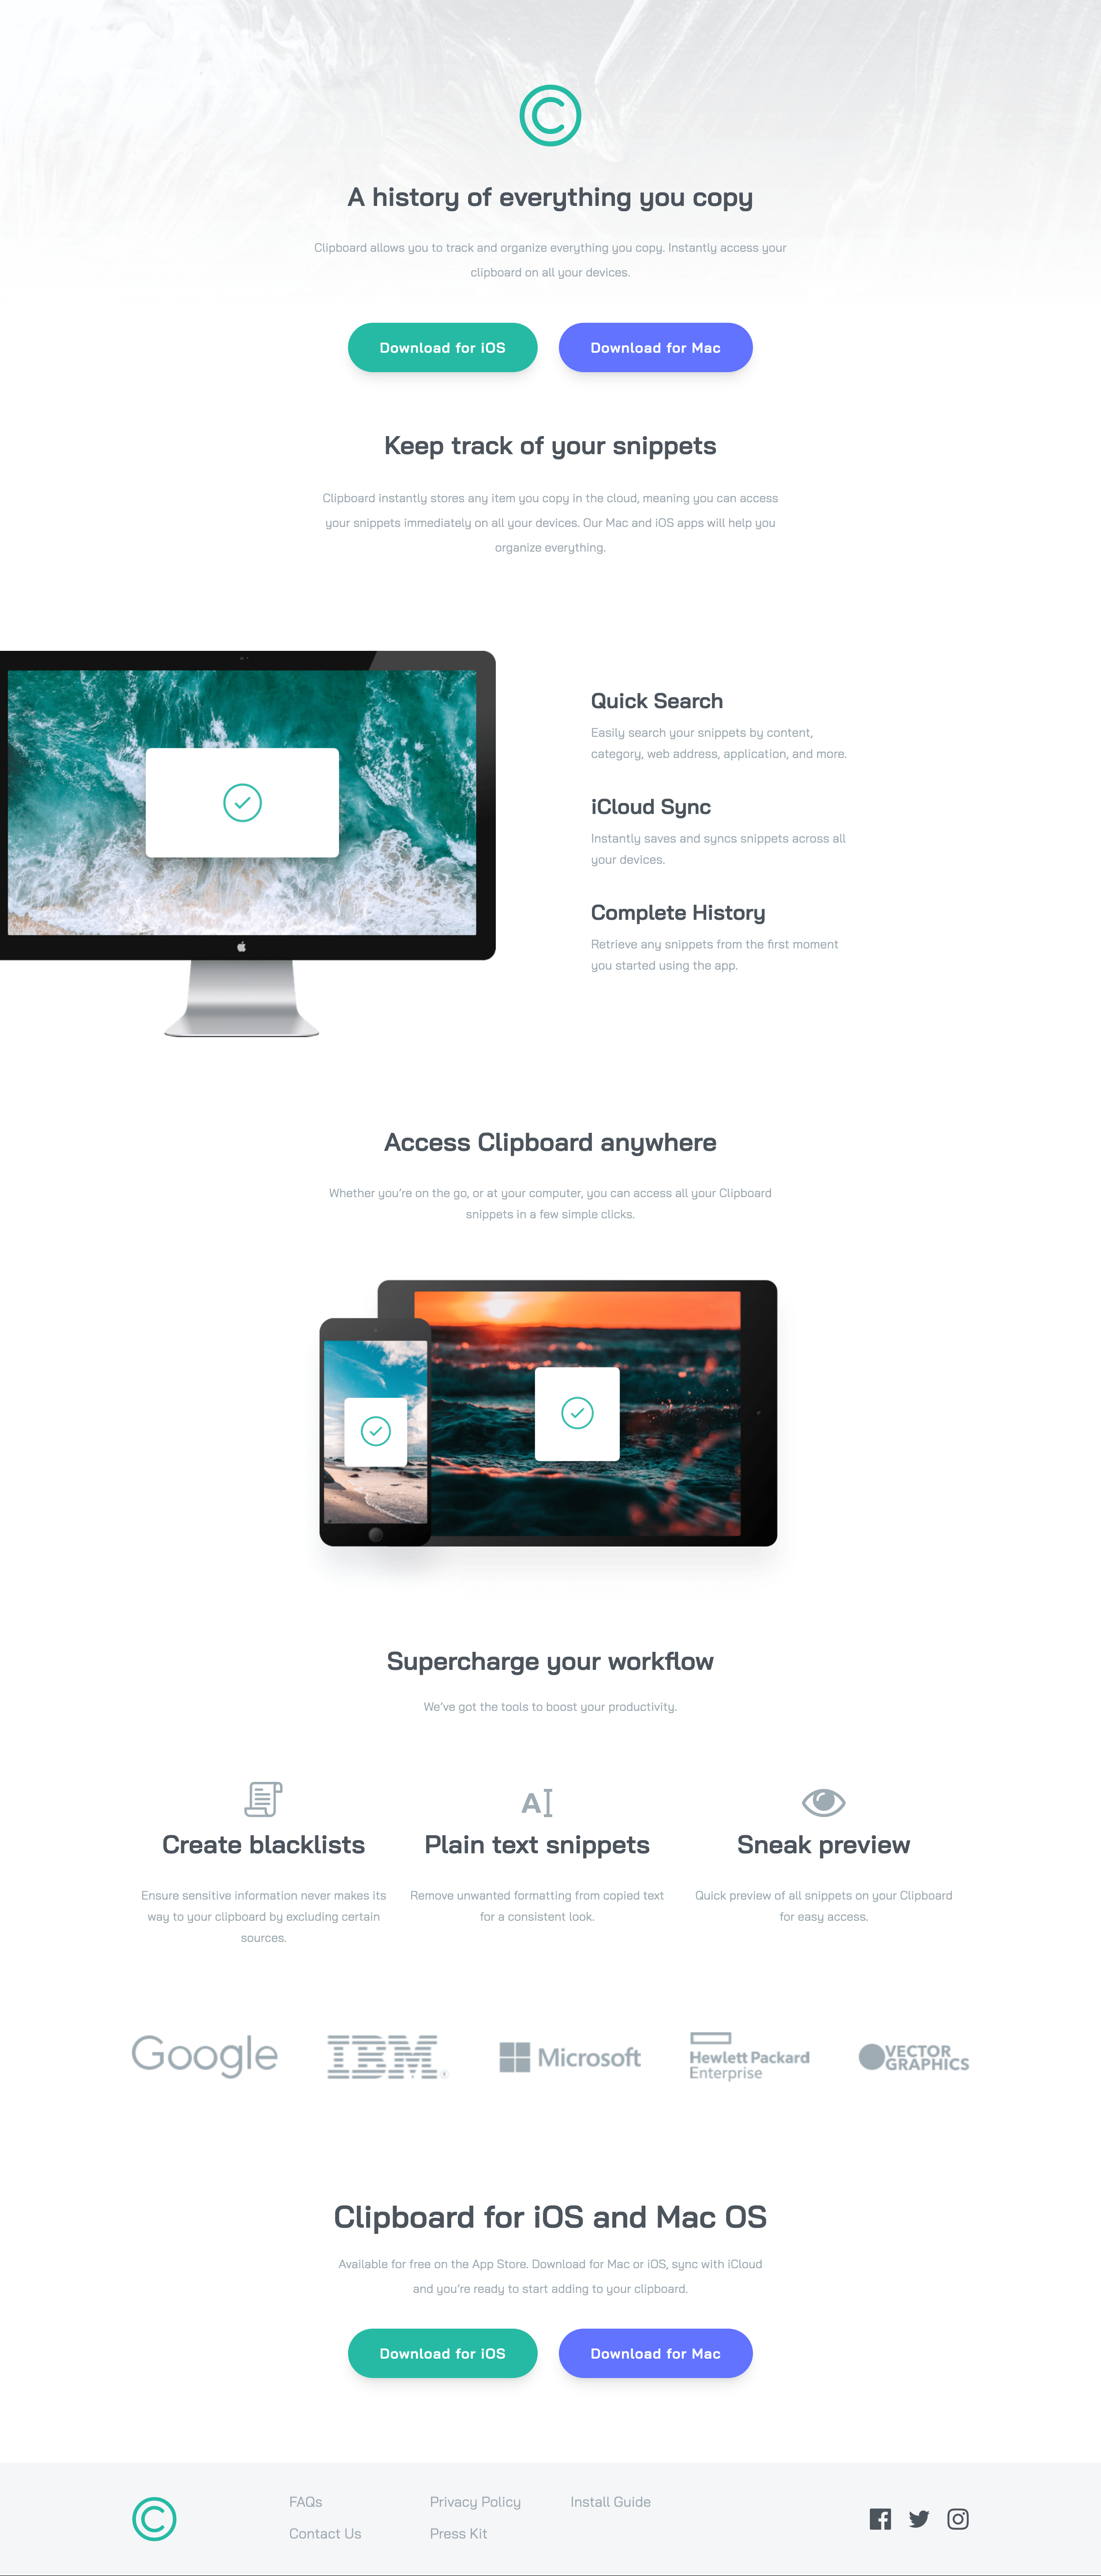 A history of everything you copy
Clipboard allows you to track and organize everything you copy. Instantly access your
clipboard on all your devices.
Download for iOS
Download for Mac
Keep track of your snippets
Clipboard instantly stores any item you copy in the cloud, meaning you can access
your snippets immediately on all your devices. Our Mac and iOS apps will help you
organize everything.
Quick Search
Easily search your snippets by content,
category, web address, application, and more.
iCloud Sync
Instantly saves and syncs snippets across all
your devices.
Complete History
Retrieve any snippets from the first moment
you started using the app.
Access Clipboard anywhere
Whether you’re on the go, or at your computer, you can access all your Clipboard
snippets in a few simple clicks.
Supercharge your workflow
We’ve got the tools to boost your productivity.
Create blacklists
Ensure sensitive information never makes its
way to your clipboard by excluding certain
sources.
Plain text snippets
Remove unwanted formatting from copied text
for a consistent look.
Sneak preview
Quick preview of all snippets on your Clipboard
for easy access.
Google
IBM
Microsoft
Hewlett Packard
Enterprise
VECTOR
GRAPHICS
Clipboard for iOS and Mac OS
Available for free on the App Store. Download for Mac or iOS, sync with iCloud
and you’re ready to start adding to your clipboard.
Download for iOS
Download for Mac
FAQs
Contact Us
Privacy Policy
Press Kit
Install Guide